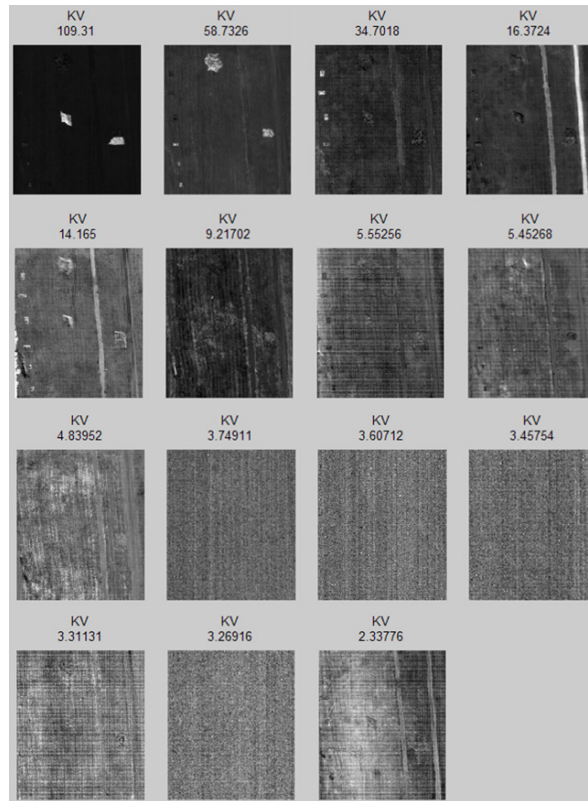 KV KV KV KV
109.31 58.7326 34.7018 16.3724
KV KV KV KV
14.165 9.21702 5.55256 5.45268
KV KV KV KV
4.83952 3.74911 3.60712 3.45754
KV KV KV
3.31131 3.26916 2.33776